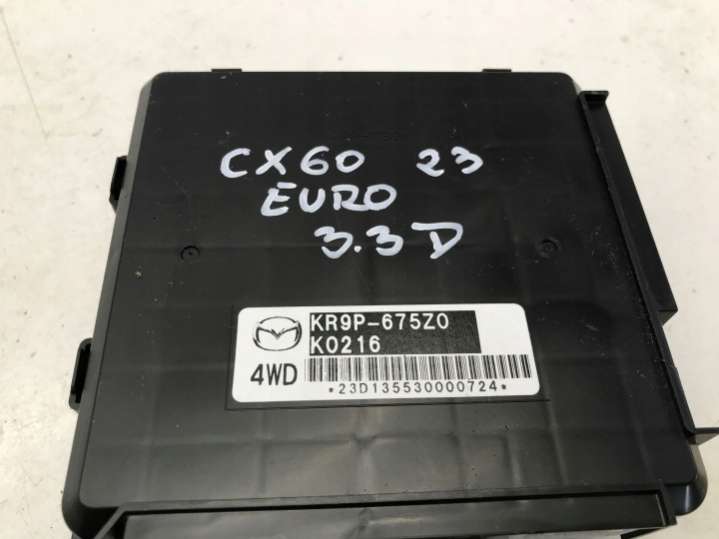 CX60 23
EURO
3.3D
KR9P-675Z0
K0216
4WD
*23D135530000724*